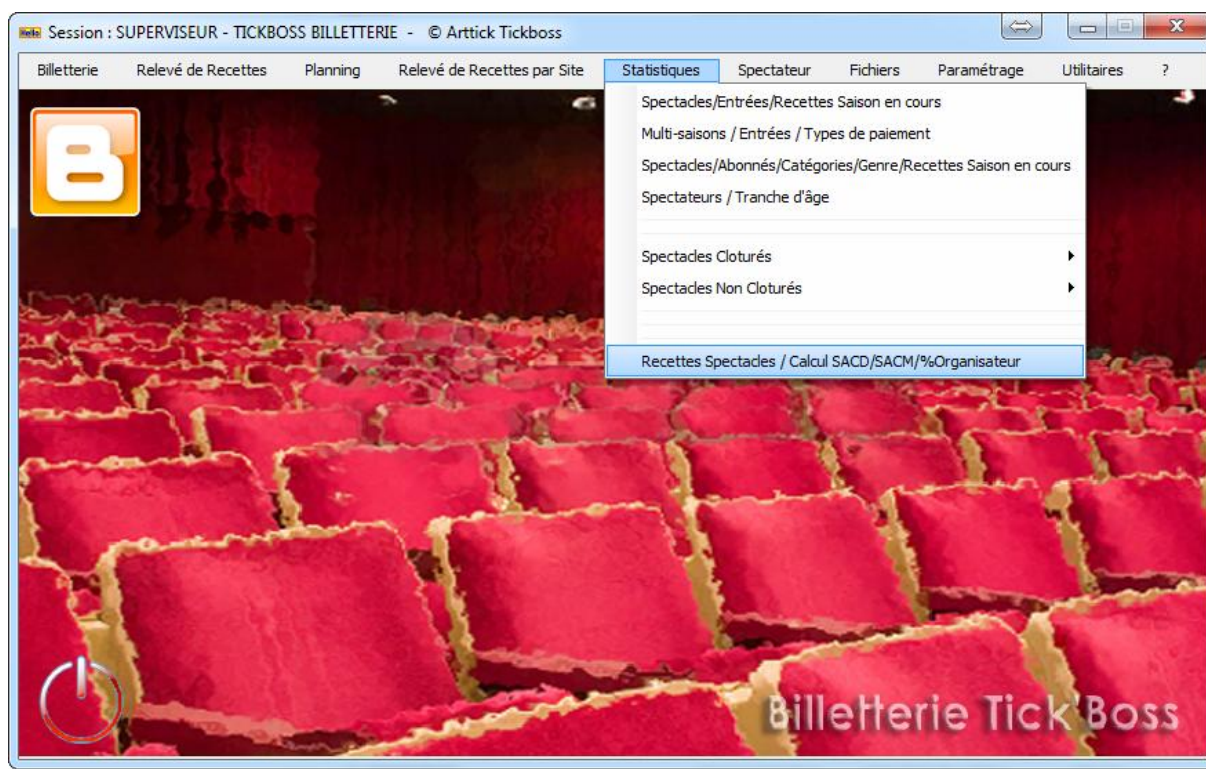 Hello Session : SUPERVISEUR - TICKBOSS BILLETTERIE - © Arttick Tickboss
Billetterie Relevé de Recettes Planning Relevé de Recettes par Site Statistiques Spectateur Fichiers Paramétrage Utilitaires ?
Spectacles/Entrées/Recettes Saison en cours
Multi-saisons / Entrées / Types de paiement
Spectacles/Abonnés/Catégories/Genre/Recettes Saison en cours
Spectateurs / Tranche d'âge
Spectacles Cloturés
Spectacles Non Cloturés
Recettes Spectacles / Calcul SACD/SACM/%Organisateur
B
Billetterie Tick'Boss